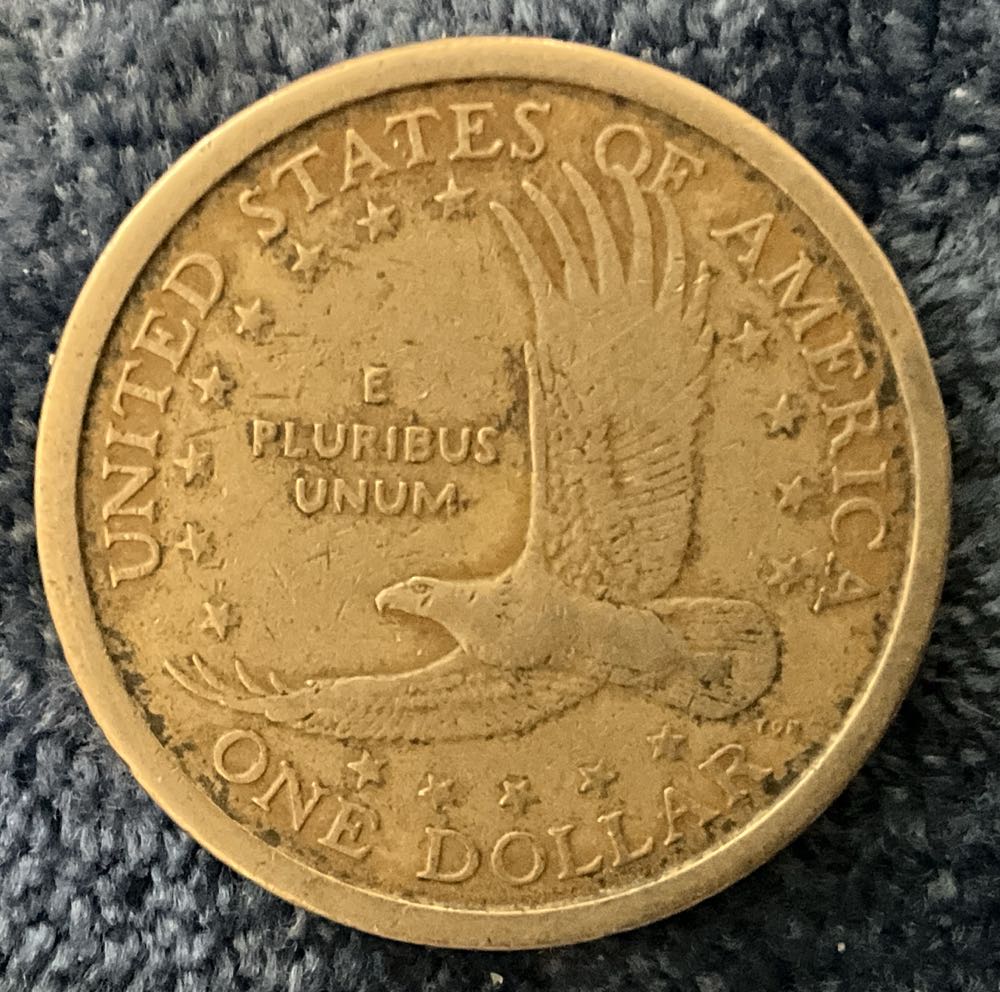 UNITED STATES OF AMERICA
E
PLURIBUS
UNUM
ONE DOLLAR